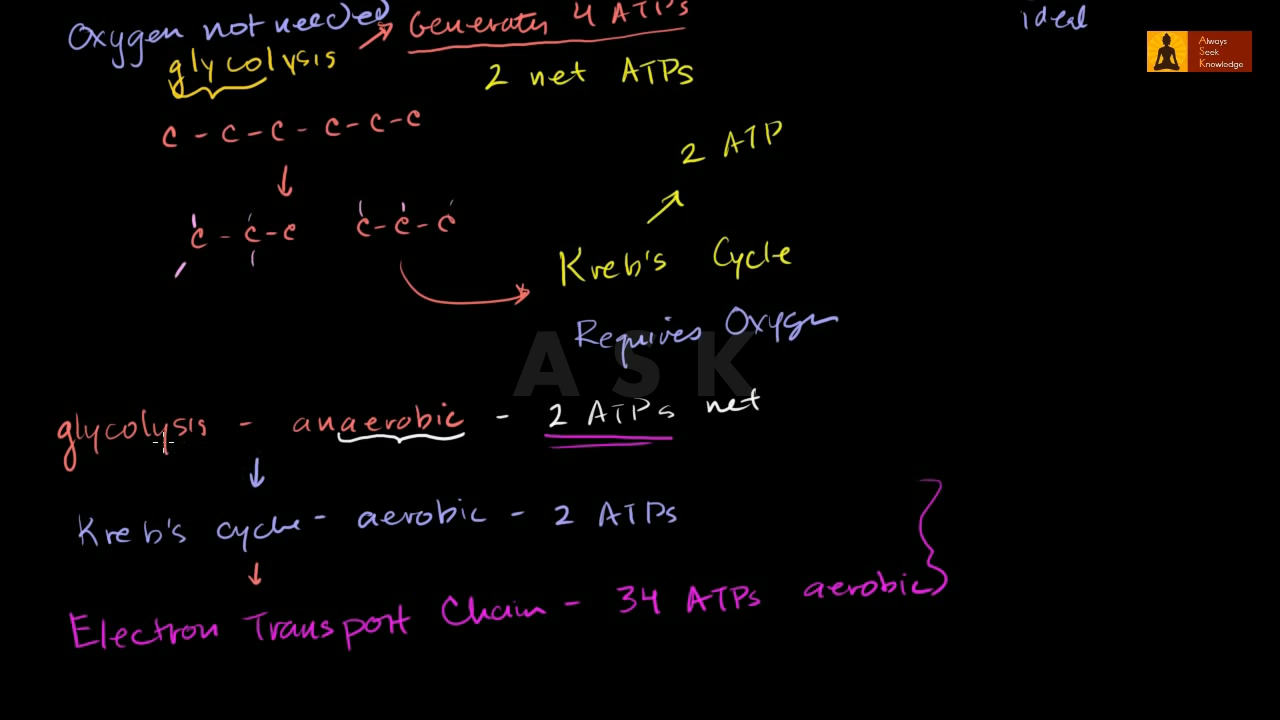 Oxygen not needed
Generates 4 ATPs
ideal
Always
Seek
Knowledge
glycolysis
2 net ATPs
C - C - C - C - C - C
2 ATP
C - C - C
C - C - C
Kreb's Cycle
Requires Oxygen
ASK
glycolysis - anaerobic - 2 ATPs net
Kreb's cycle - aerobic - 2 ATPs
Electron Transport Chain - 34 ATPs aerobic